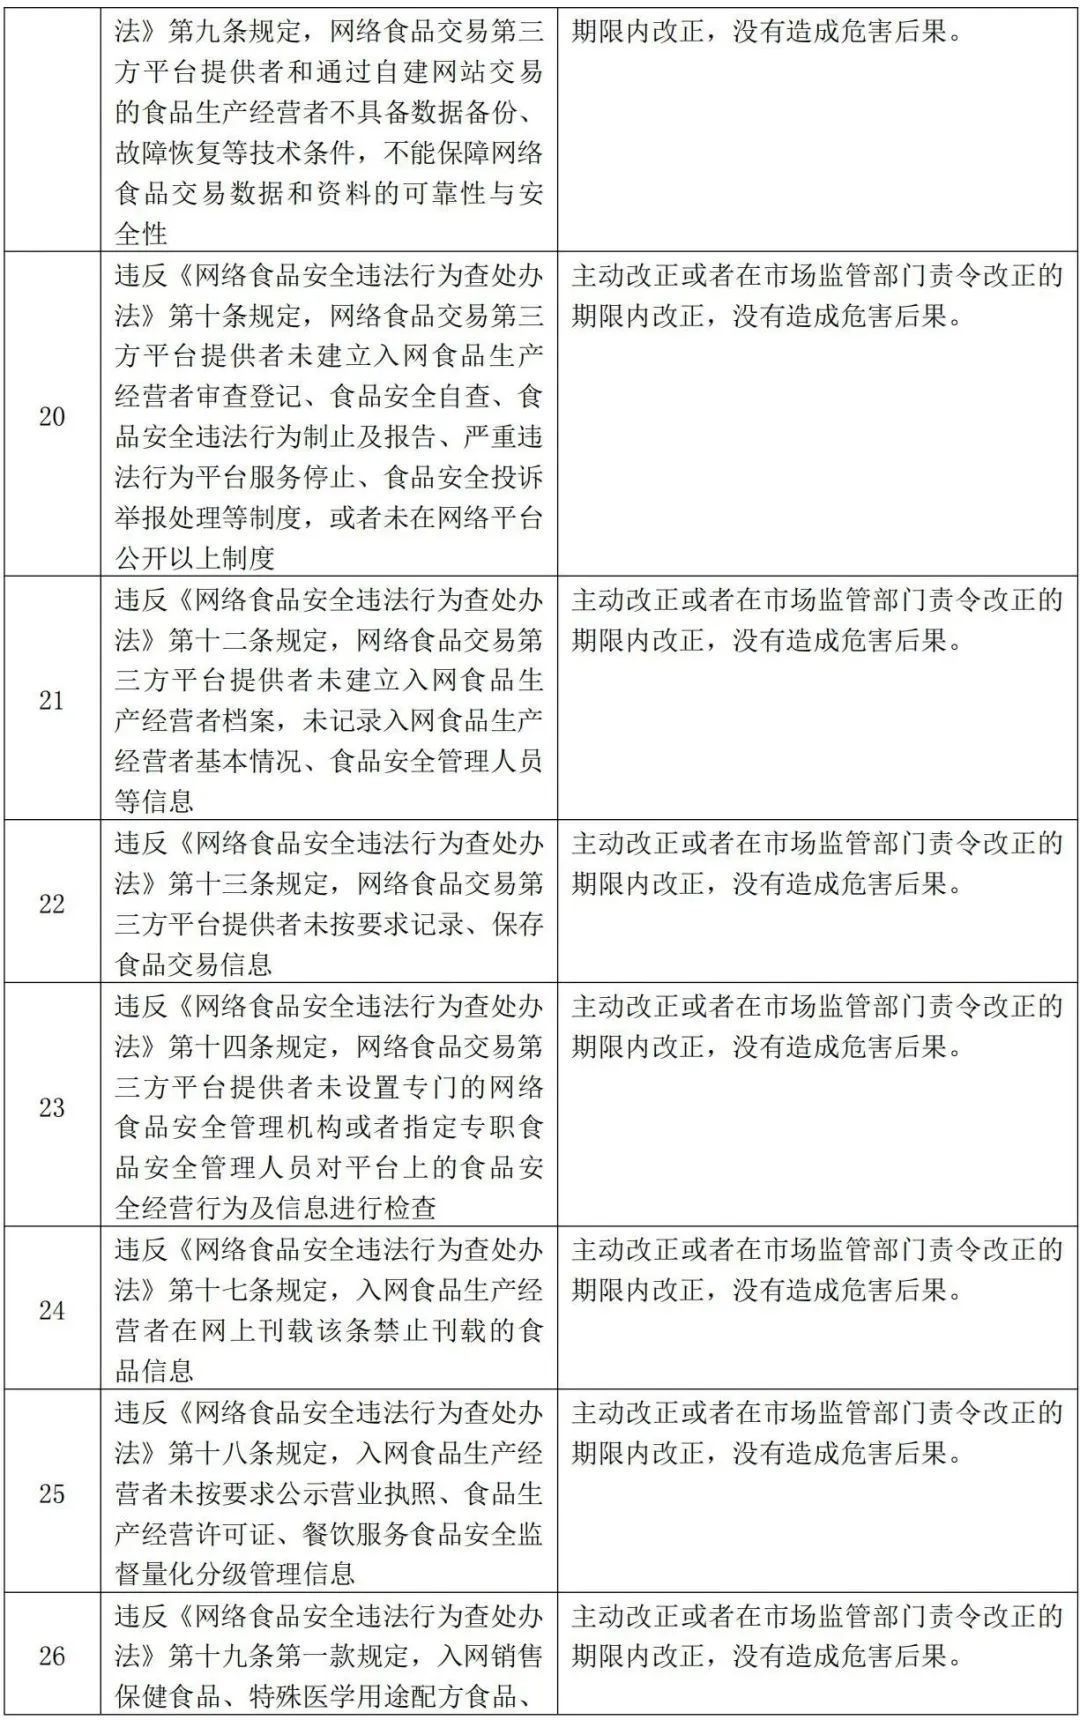 法》第九条规定，网络食品交易第三
方平台提供者和通过自建网站交易
的食品生产经营者不具备数据备份、
故障恢复等技术条件，不能保障网络
食品交易数据和资料的可靠性与安
全性
期限内改正，没有造成危害后果。
20
违反《网络食品安全违法行为查处办
法》第十条规定，网络食品交易第三
方平台提供者未建立入网食品生产
经营者审查登记、食品安全自查、食
品安全违法行为制止及报告、严重违
法行为平台服务停止、食品安全投诉
举报处理等制度，或者未在网络平台
公开以上制度
主动改正或者在市场监管部门责令改正的
期限内改正，没有造成危害后果。
21
违反《网络食品安全违法行为查处办
法》第十二条规定，网络食品交易第
三方平台提供者未建立入网食品生
产经营者档案，未记录入网食品生产
经营者基本情况、食品安全管理人员
等信息
主动改正或者在市场监管部门责令改正的
期限内改正，没有造成危害后果。
22
违反《网络食品安全违法行为查处办
法》第十三条规定，网络食品交易第
三方平台提供者未按要求记录、保存
食品交易信息
主动改正或者在市场监管部门责令改正的
期限内改正，没有造成危害后果。
23
违反《网络食品安全违法行为查处办
法》第十四条规定，网络食品交易第
三方平台提供者未设置专门的网络
食品安全管理机构或者指定专职食
品安全管理人员对平台上的食品安
全经营行为及信息进行检查
主动改正或者在市场监管部门责令改正的
期限内改正，没有造成危害后果。
24
违反《网络食品安全违法行为查处办
法》第十七条规定，入网食品生产经
营者在网上刊载该条禁止刊载的食
品信息
主动改正或者在市场监管部门责令改正的
期限内改正，没有造成危害后果。
25
违反《网络食品安全违法行为查处办
法》第十八条规定，入网食品生产经
营者未按要求公示营业执照、食品生
产经营许可证、餐饮服务食品安全监
督量化分级管理信息
主动改正或者在市场监管部门责令改正的
期限内改正，没有造成危害后果。
26
违反《网络食品安全违法行为查处办
法》第十九条第一款规定，入网销售
保健食品、特殊医学用途配方食品、
主动改正或者在市场监管部门责令改正的
期限内改正，没有造成危害后果。